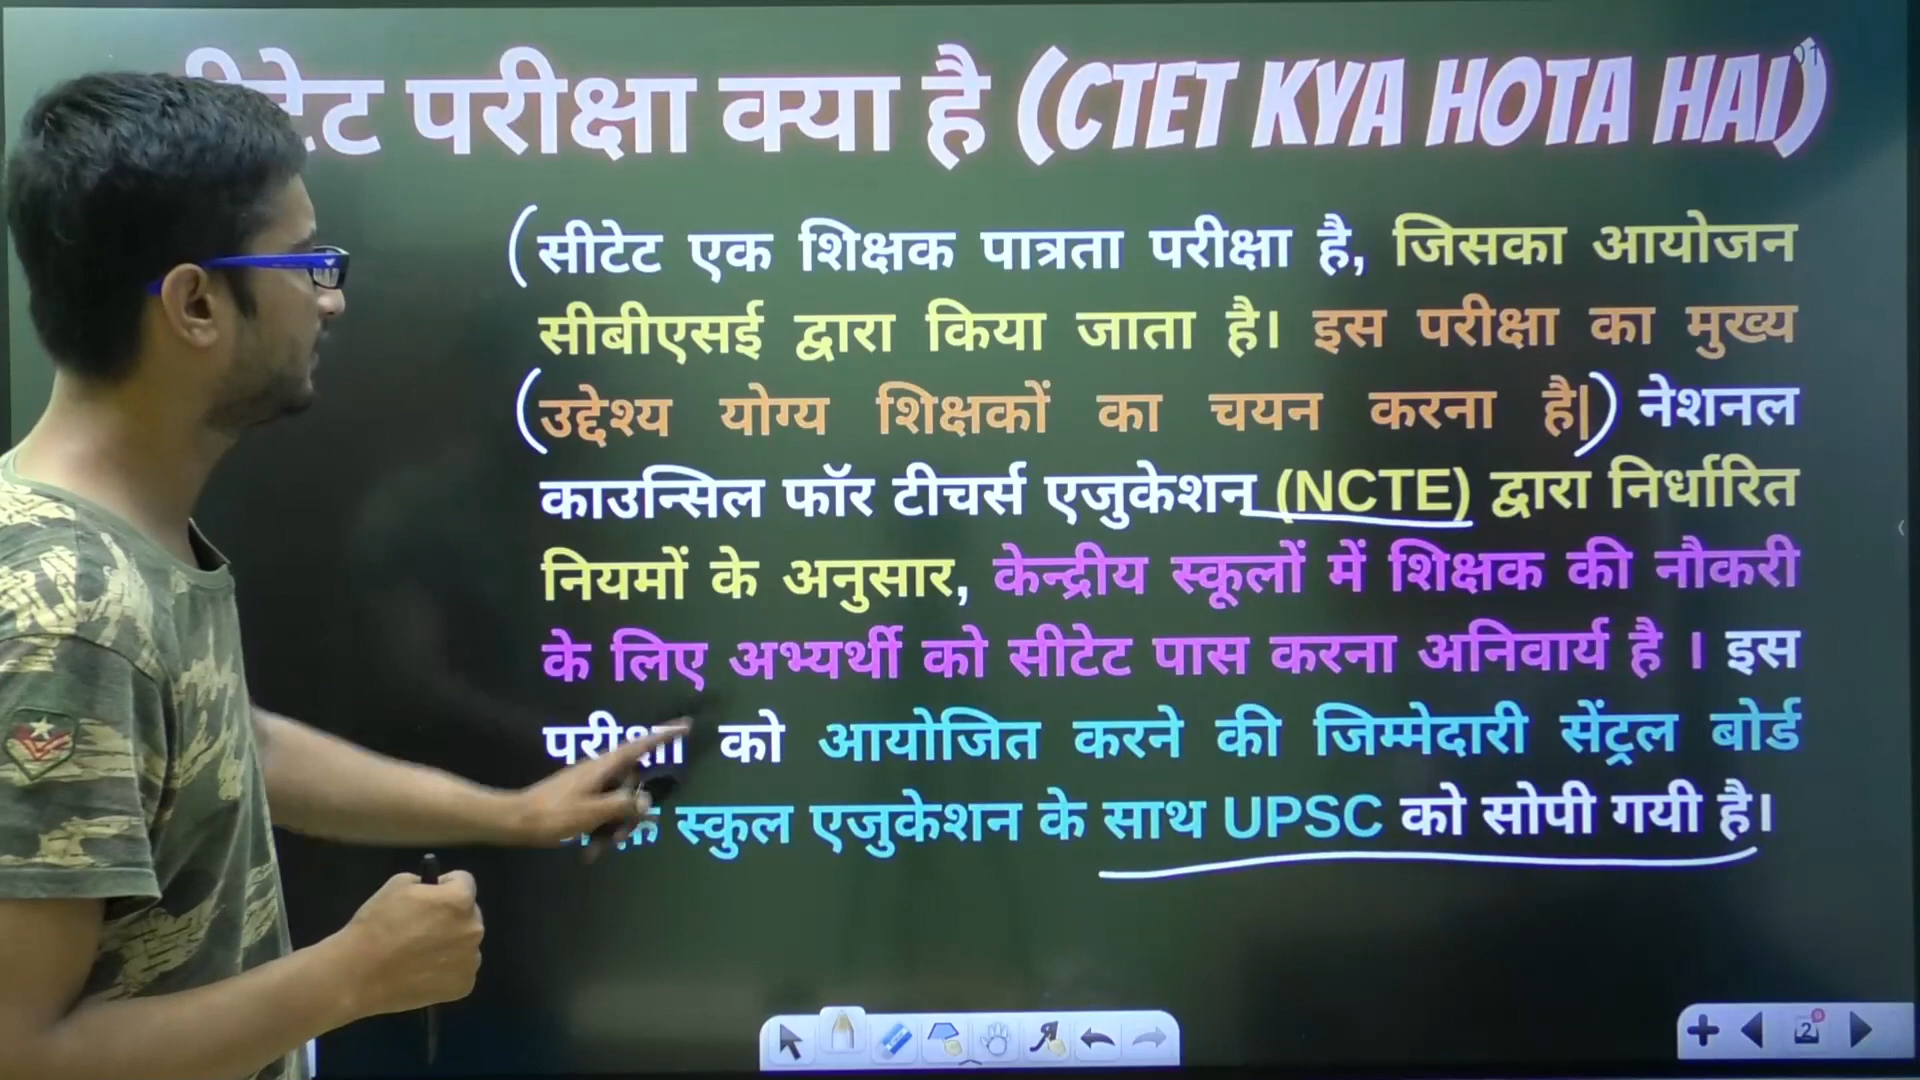 परीक्षा क्या है (CTET KYA HOTA HAI)
(सीटेट एक शिक्षक पात्रता परीक्षा है, जिसका आयोजन
सीबीएसई द्वारा किया जाता है। इस परीक्षा का मुख्य
(उद्देश्य योग्य शिक्षकों का चयन करना है|) नेशनल
काउन्सिल फॉर टीचर्स एजुकेशन (NCTE) द्वारा निर्धारित
नियमों के अनुसार, केन्द्रीय स्कूलों में शिक्षक की नौकरी
के लिए अभ्यर्थी को सीटेट पास करना अनिवार्य है । इस
परीक्षा को आयोजित करने की जिम्मेदारी सेंट्रल बोर्ड
स्कुल एजुकेशन के साथ UPSC को सोपी गयी है।
2